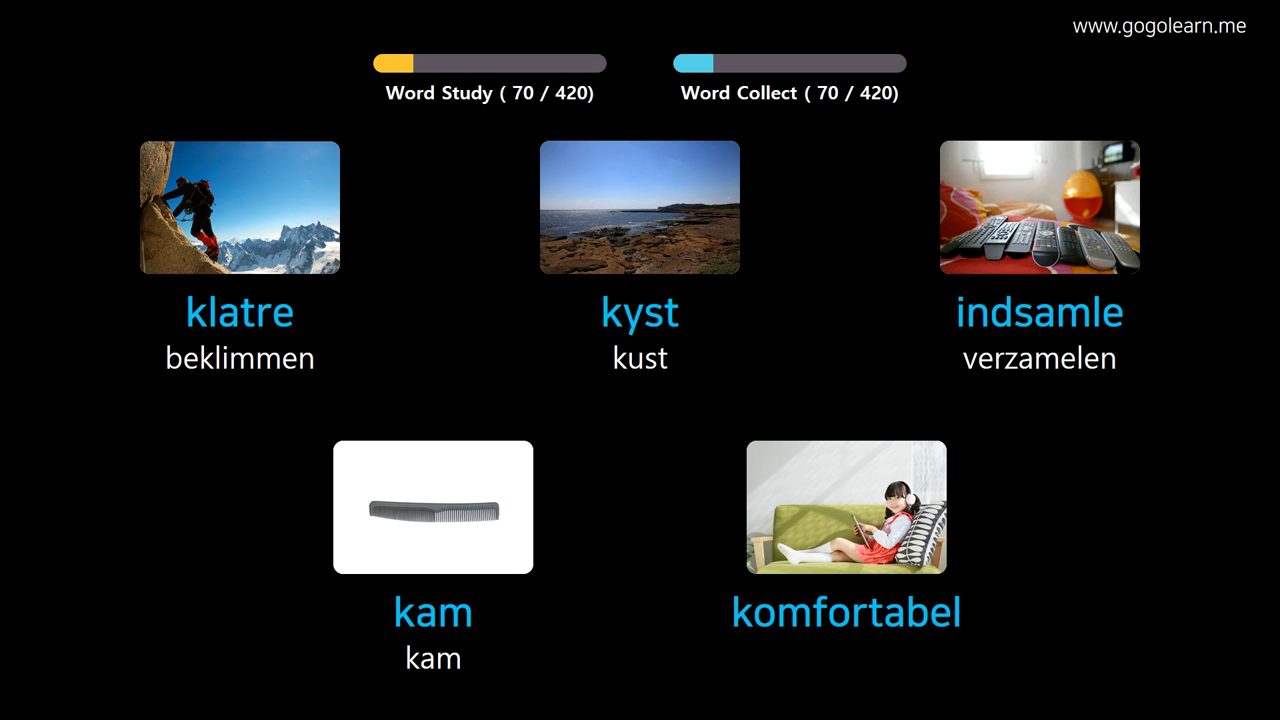 www.gogolearn.me
Word Study ( 70 / 420)
Word Collect ( 70 / 420)
klatre
beklimmen
kyst
kust
indsamle
verzamelen
kam
kam
komfortabel